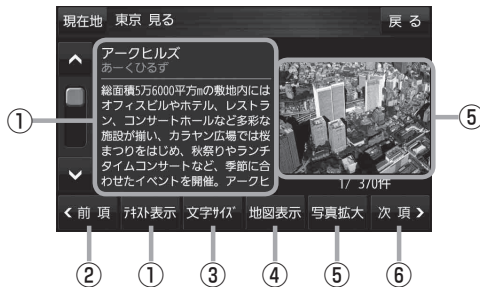 現在地 東京 見る 戻 る
アークヒルズ
あーくひるず
総面積5万6000平方mの敷地内には
オフィスビルやホテル、レストラ
ン、コンサートホールなど多彩な
施設が揃い、カラヤン広場では桜
まつりをはじめ、秋祭りやランチ
タイムコンサートなど、季節に合
わせたイベントを開催。アークヒ
① ⑤
1/ 370件
前 項 ﾃｷｽﾄ表示 文字ｻｲｽﾞ 地図表示 写真拡大 次 項
② ① ③ ④ ⑤ ⑥